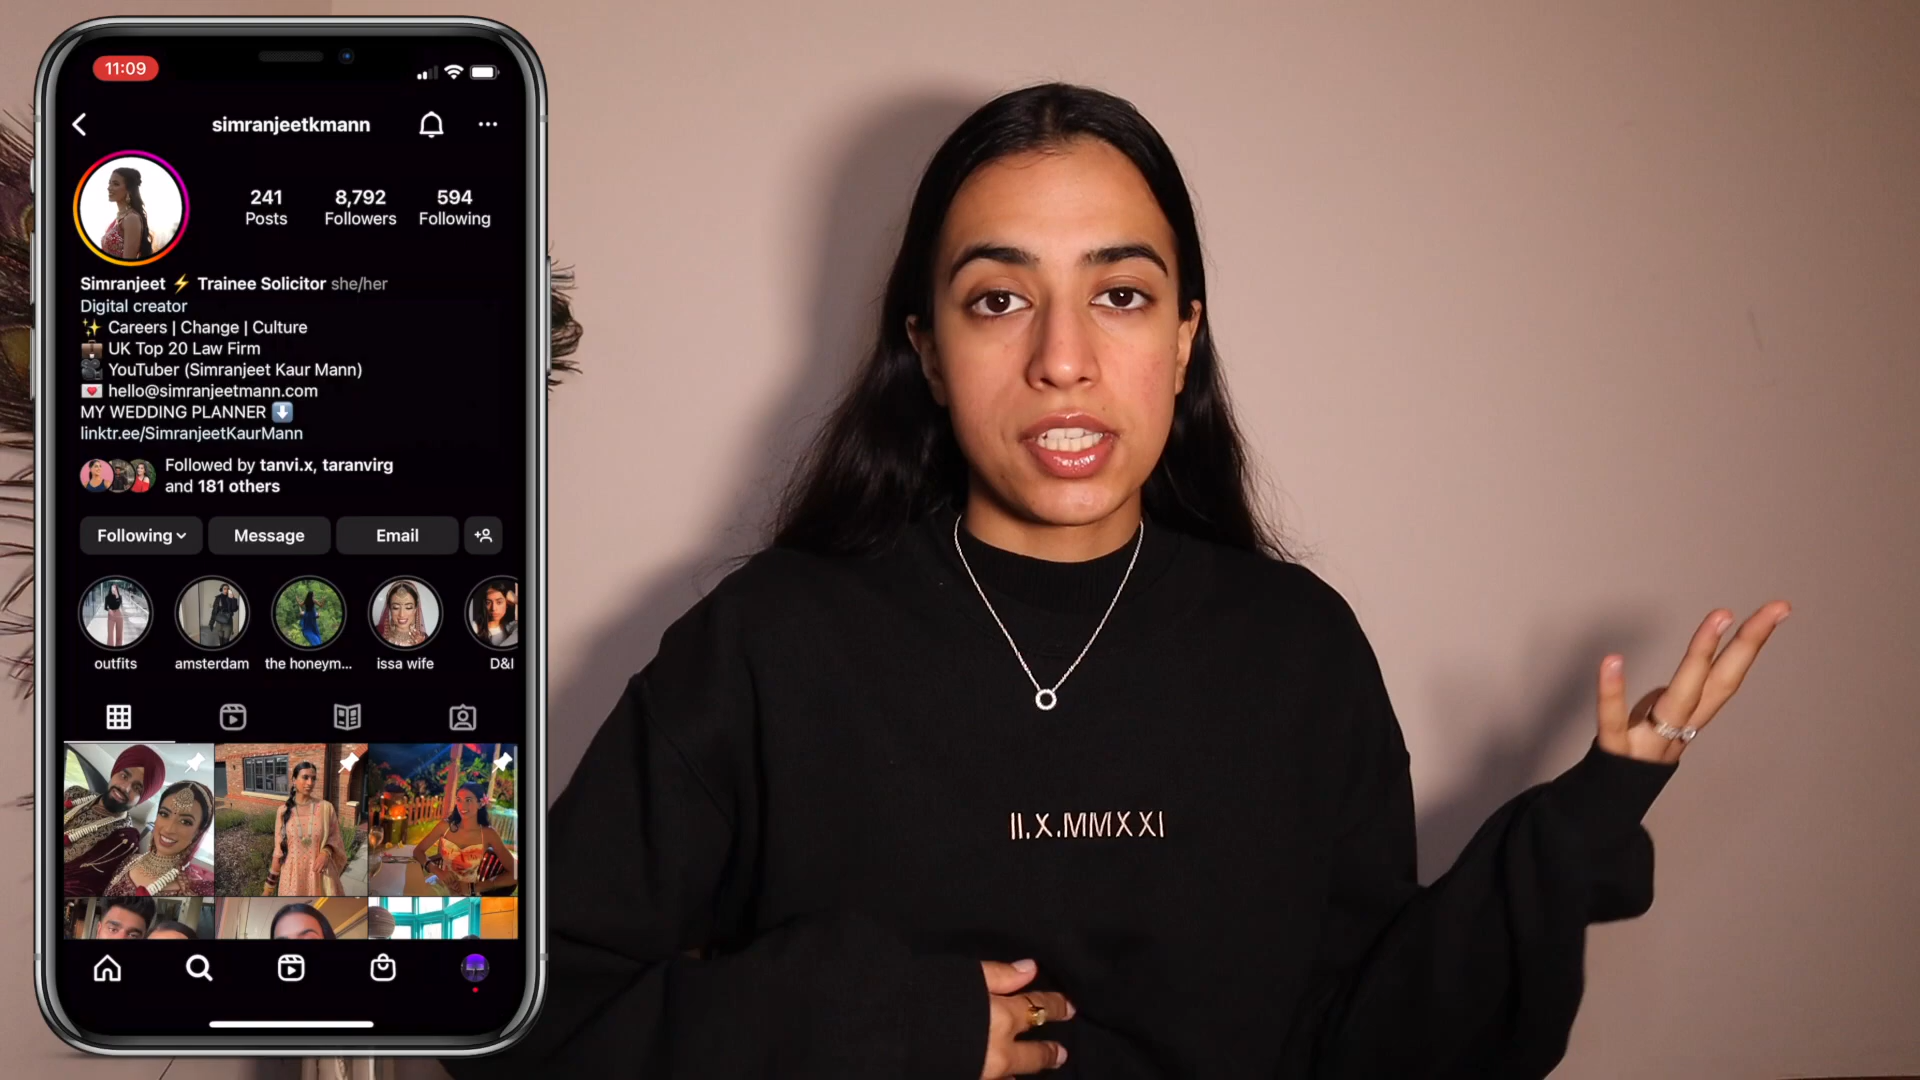 11:09
simranjeetkmann
241 8,792 594
Posts Followers Following
Simranjeet ⚡ Trainee Solicitor she/her
Digital creator
✨ Careers | Change | Culture
💼 UK Top 20 Law Firm
🎥 YouTuber (Simranjeet Kaur Mann)
💌 hello@simranjeetmann.com
MY WEDDING PLANNER ⬇️
linktr.ee/SimranjeetKaurMann
Followed by tanvi.x, taranvirg
and 181 others
Following Message Email
outfits amsterdam the honeym... issa wife D&I
II.X.MMXXI